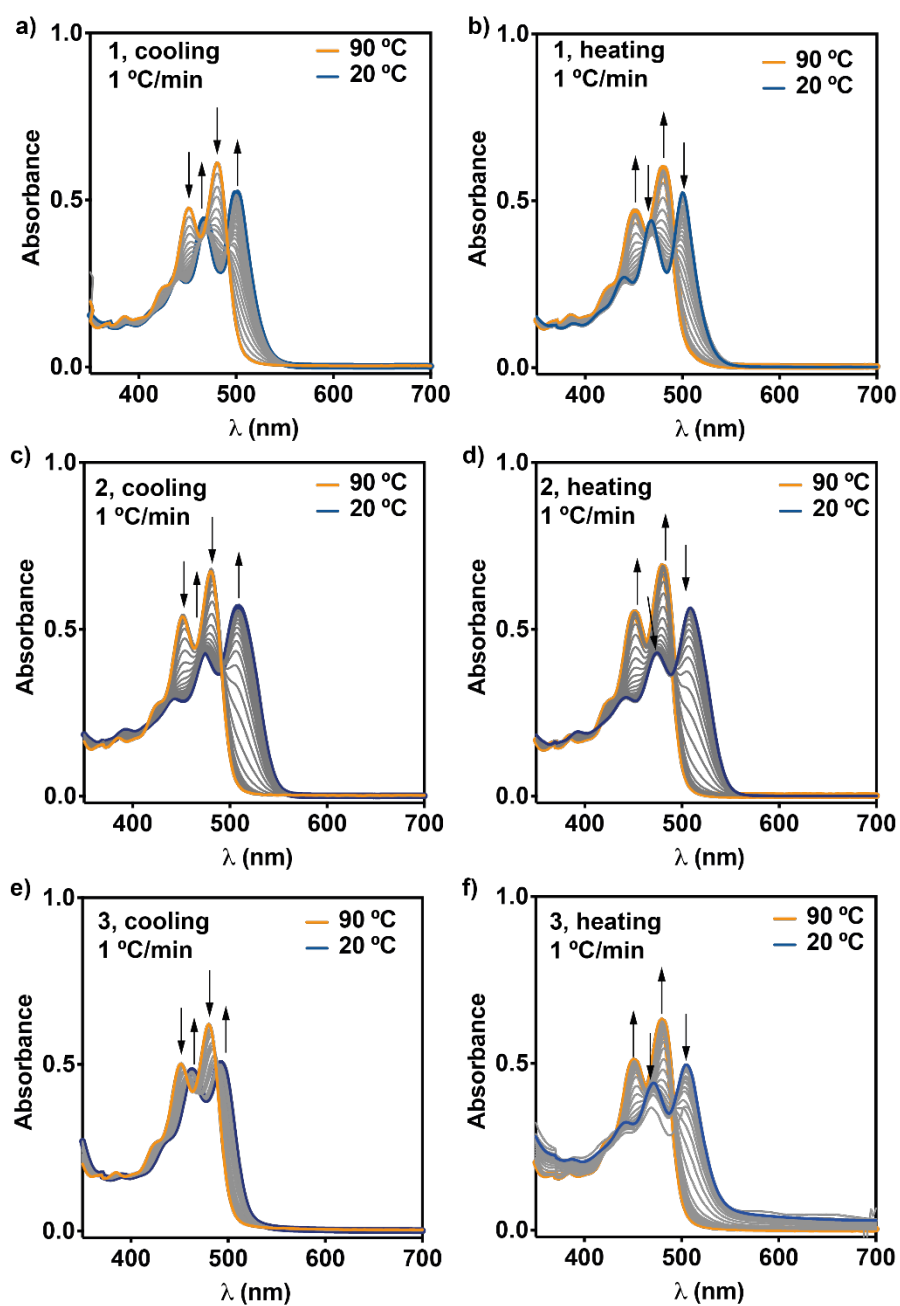 a)
1, cooling
1 ºC/min
90 ºC
20 ºC
1.0
0.5
0.0
Absorbance
400 500 600 700
λ (nm)
b)
1, heating
1 ºC/min
90 ºC
20 ºC
1.0
0.5
0.0
Absorbance
400 500 600 700
λ (nm)
c)
2, cooling
1 ºC/min
90 ºC
20 ºC
1.0
0.5
0.0
Absorbance
400 500 600 700
λ (nm)
d)
2, heating
1 ºC/min
90 ºC
20 ºC
1.0
0.5
0.0
Absorbance
400 500 600 700
λ (nm)
e)
3, cooling
1 ºC/min
90 ºC
20 ºC
1.0
0.5
0.0
Absorbance
400 500 600 700
λ (nm)
f)
3, heating
1 ºC/min
90 ºC
20 ºC
1.0
0.5
0.0
Absorbance
400 500 600 700
λ (nm)